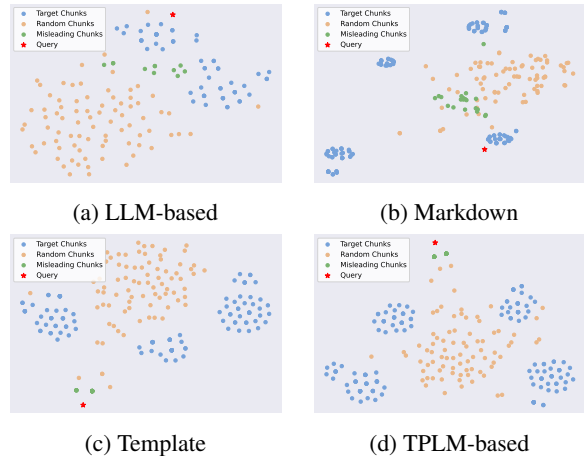 Target Chunks
Random Chunks
Misleading Chunks
Query
(a) LLM-based
Target Chunks
Random Chunks
Misleading Chunks
Query
(b) Markdown
Target Chunks
Random Chunks
Misleading Chunks
Query
(c) Template
Target Chunks
Random Chunks
Misleading Chunks
Query
(d) TPLM-based